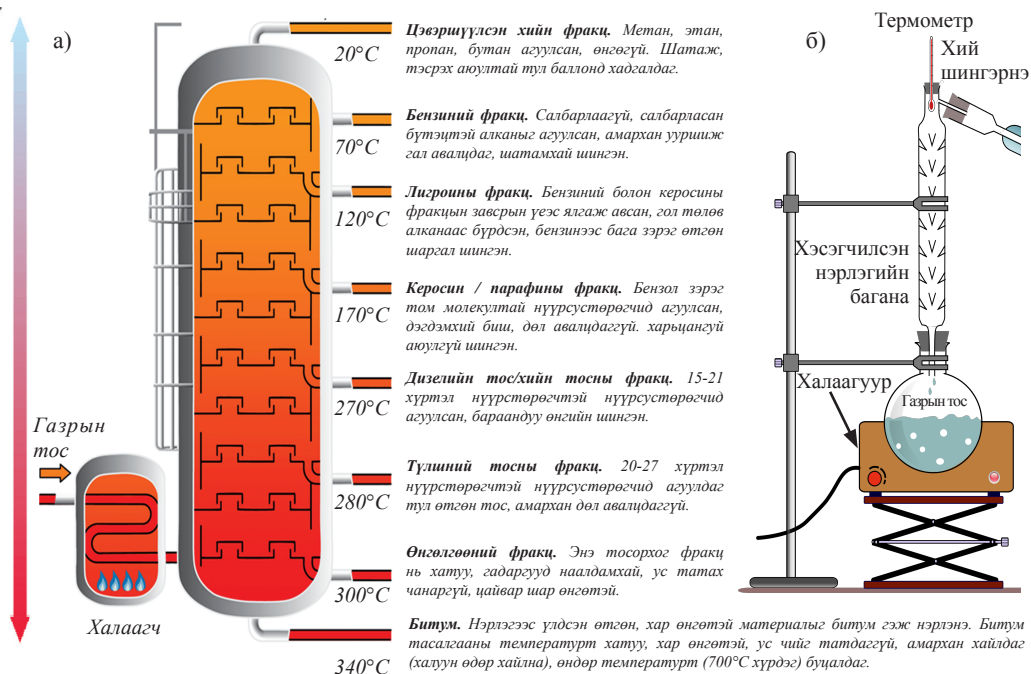 а)
20°C
Цэвэршүүлсэн хийн фракц. Метан, этан,
пропан, бутан агуулсан, өнгөгүй. Шатаж,
тэсрэх аюултай тул баллонд хадгалдаг.
70°C
Бензиний фракц. Салбарлаагүй, салбарласан
бүтэцтэй алканыг агуулсан, амархан ууршиж
гал авалцдаг, шатамхай шингэн.
120°C
Лигроины фракц. Бензиний болон керосины
фракцын завсрын үеэс ялгаж авсан, гол төлөв
алканаас бүрдсэн, бензинээс бага зэрэг өтгөн
шаргал шингэн.
170°C
Керосин / парафины фракц. Бензол зэрэг
том молекултай нүүрсустөрөгчид агуулсан,
дэгдэмхий биш, дөл авалцдаггүй. харьцангуй
аюулгүй шингэн.
270°C
Дизелийн тос/хийн тосны фракц. 15-21
хүртэл нүүрстөрөгчтэй нүүрсустөрөгчид
агуулсан, бараандуу өнгийн шингэн.
280°C
Түлшний тосны фракц. 20-27 хүртэл
нүүрстөрөгчтэй нүүрсустөрөгчид агуулдаг
тул өтгөн тос, амархан дөл авалцдаггүй.
300°C
Өнгөлгөөний фракц. Энэ тосорхог фракц
нь хатуу, гадаргууд наалдамхай, ус татах
чанаргүй, цайвар шар өнгөтэй.
340°C
Битум. Нэрлэгээс үлдсэн өтгөн, хар өнгөтэй материалыг битум гэж нэрлэнэ. Битум
тасалгааны температурт хатуу, хар өнгөтэй, ус чийг татдаггүй, амархан хайлдаг
(халуун өдөр хайлна), өндөр температурт (700°C хүрдэг) буцалдаг.
Газрын
тос
Халаагч
б)
Термометр
Хий
шингэрнэ
Хэсэгчилсэн
нэрлэгийн
багана
Халаагуур
Газрын тос